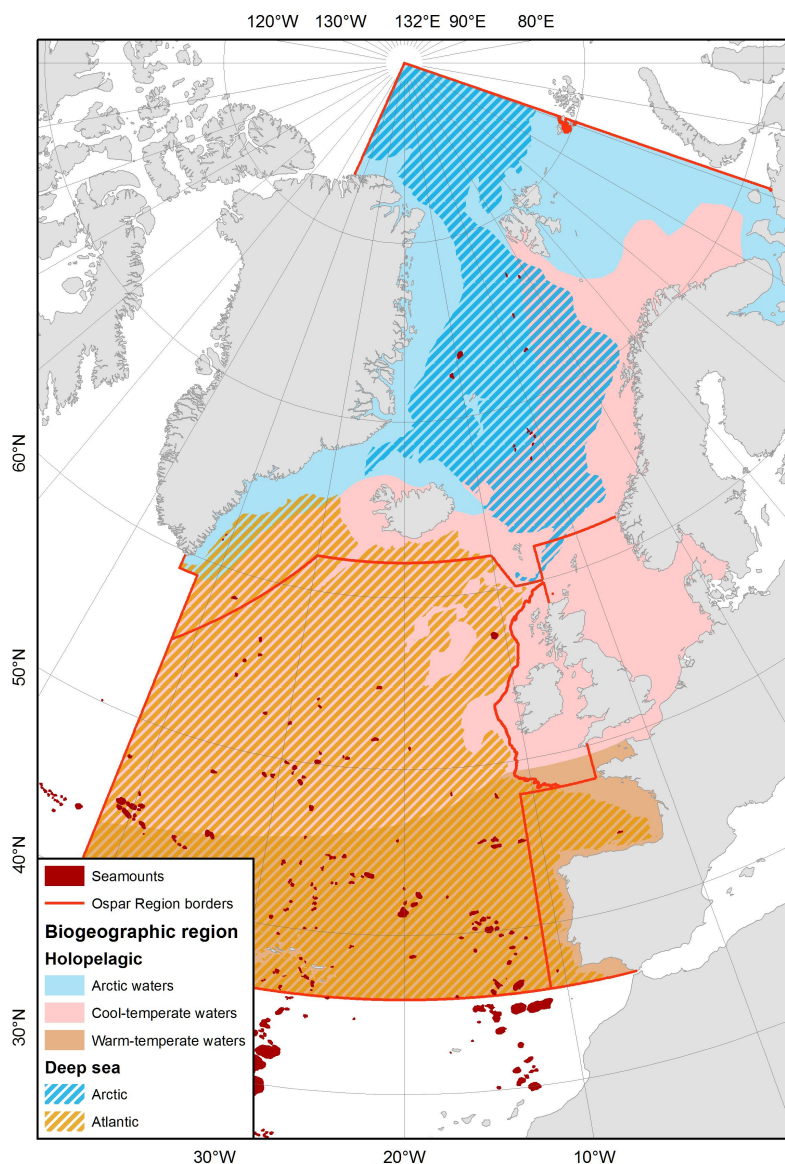 120°W 130°W 132°E 90°E 80°E
60°N
50°N
40°N
30°N
Seamounts
Ospar Region borders
Biogeographic region
Holopelagic
Arctic waters
Cool-temperate waters
Warm-temperate waters
Deep sea
Arctic
Atlantic
30°W 20°W 10°W